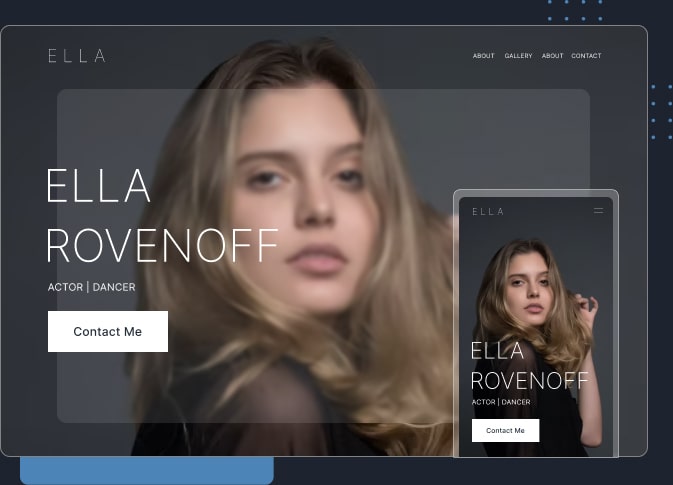 ELLA
ABOUT GALLERY ABOUT CONTACT
ELLA
ROVENOFF
ACTOR | DANCER
Contact Me
ELLA
ELLA
ROVENOFF
ACTOR | DANCER
Contact Me